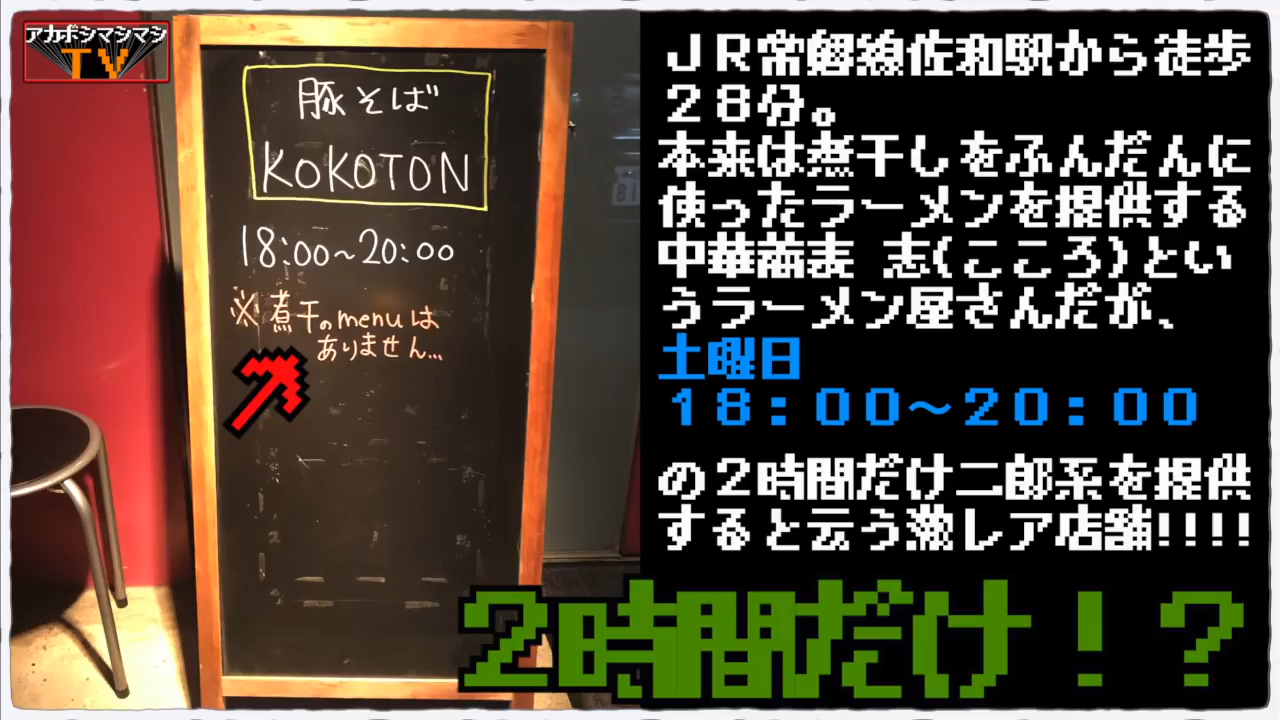 アカボシマシマシ
TV
豚そば
KOKOTON
18:00~20:00
※煮干のmenuは
ありません...
JR常磐線佐和駅から徒歩
28分。
本来は煮干しをふんだんに
使ったラーメンを提供する
中華蕎麦 志(こころ)とい
うラーメン屋さんだが、
土曜日
18:00～20:00
の2時間だけ二郎系を提供
すると云う激レア店舗!!!!
2時間だけ！？